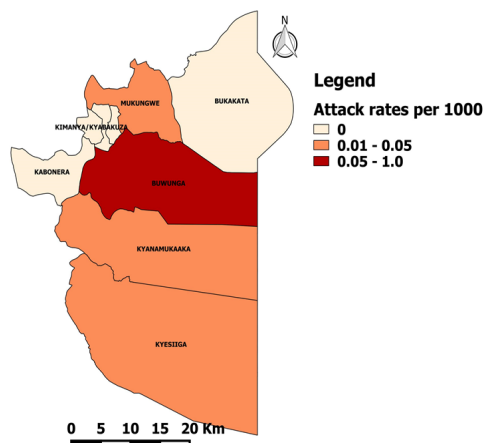 N
Legend
Attack rates per 1000
0
0.01 - 0.05
0.05 - 1.0
BUKAKATA
MUKUNGWE
KIMANYA/KYABAKUZA
KABONERA
BUWUNGA
KYANAMUKAAKA
KYESIIGA
0 5 10 15 20 Km